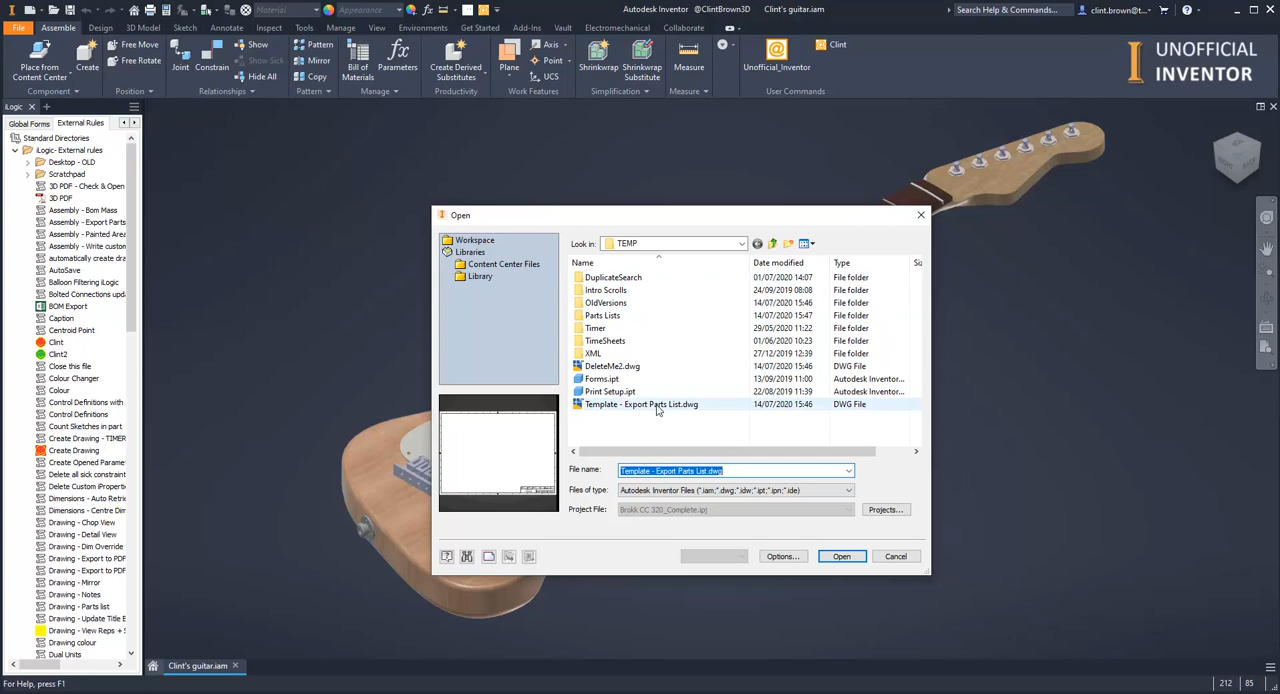 Material
Appearance
Autodesk Inventor @ClintBrown3D Clint's guitar.iam
Search Help & Commands...
clint.brown@t...
File Assemble Design 3D Model Sketch Annotate Inspect Tools Manage View Environments Get Started Add-Ins Vault Electromechanical Collaborate
Place from Content Center
Create
Free Move
Free Rotate
Joint
Constrain
Show
Show Sick
Hide All
Pattern
Mirror
Copy
Bill of Materials
Parameters
Create Derived Substitutes
Plane
Axis
Point
UCS
Shrinkwrap
Shrinkwrap Substitute
Measure
Unofficial_Inventor
Clint
UNOFFICIAL
INVENTOR
Component Position Relationships Pattern Manage Productivity Work Features Simplification Measure User Commands
iLogic
Global Forms External Rules
Standard Directories
iLogic- External rules
Desktop - OLD
Scratchpad
3D PDF - Check & Open
3D PDF
Assembly - Bom Mass
Assembly - Export Parts
Assembly - Painted Area
Assembly - Write custom
automatically create dra
AutoSave
Balloon Filtering iLogic
Bolted Connections upda
BOM Export
Caption
Centroid Point
Clint
Clint2
Close this file
Colour Changer
Colour
Control Definitions with
Control Definitions
Count Sketches in part
Create Drawing - TIMER
Create Drawing
Create Opened Parameter
Delete all sick constraint
Delete Custom iProperties
Dimensions - Auto Retrie
Dimensions - Centre Dim
Drawing - Chop View
Drawing - Detail View
Drawing - Dim Override
Drawing - Export to PDF
Drawing - Export to PDF
Drawing - Mirror
Drawing - Notes
Drawing - Parts list
Drawing - Update Title B
Drawing - View Reps + S
Drawing colour
Dual Units
Open
Workspace
Libraries
Content Center Files
Library
Look in: TEMP
Name Date modified Type Si
DuplicateSearch 01/07/2020 14:07 File folder
Intro Scrolls 24/09/2019 08:08 File folder
OldVersions 14/07/2020 15:46 File folder
Parts Lists 14/07/2020 15:47 File folder
Timer 29/05/2020 11:22 File folder
TimeSheets 01/06/2020 10:23 File folder
XML 27/12/2019 12:39 File folder
DeleteMe2.dwg 14/07/2020 15:46 DWG File
Forms.ipt 13/09/2019 11:00 Autodesk Inventor...
Print Setup.ipt 22/08/2019 11:39 Autodesk Inventor...
Template - Export Parts List.dwg 14/07/2020 15:46 DWG File
File name: Template - Export Parts List.dwg
Files of type: Autodesk Inventor Files (*.iam;*.dwg;*.idw;*.ipt;*.ipn;*.ide)
Project File: Brokk CC 320_Complete.ipj Projects...
Options... Open Cancel
Clint's guitar.iam
For Help, press F1
212 85